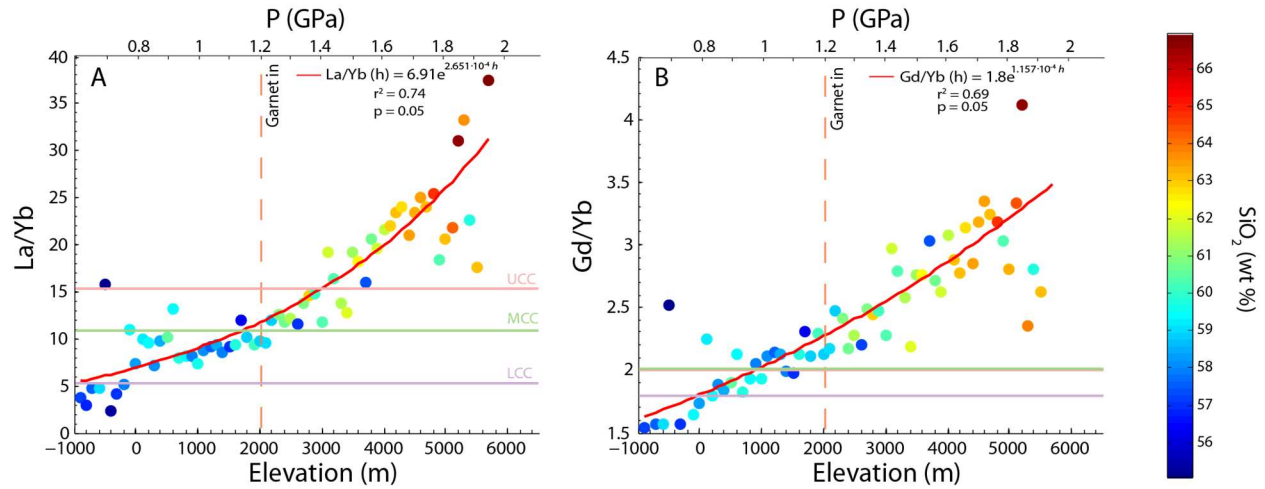 P (GPa)
0.8 1 1.2 1.4 1.6 1.8 2
A
La/Yb (h) = 6.91e^2.651·10^-4 h
r² = 0.74
p = 0.05
Garnet in
UCC
MCC
LCC
La/Yb
40
35
30
25
20
15
10
5
0
−1000 0 1000 2000 3000 4000 5000 6000
Elevation (m)
P (GPa)
0.8 1 1.2 1.4 1.6 1.8 2
B
Gd/Yb (h) = 1.8e^1.157·10^-4 h
r² = 0.69
p = 0.05
Garnet in
Gd/Yb
4.5
4
3.5
3
2.5
2
1.5
−1000 0 1000 2000 3000 4000 5000 6000
Elevation (m)
66
65
64
63
62
61
60
59
58
57
56
SiO₂ (wt %)